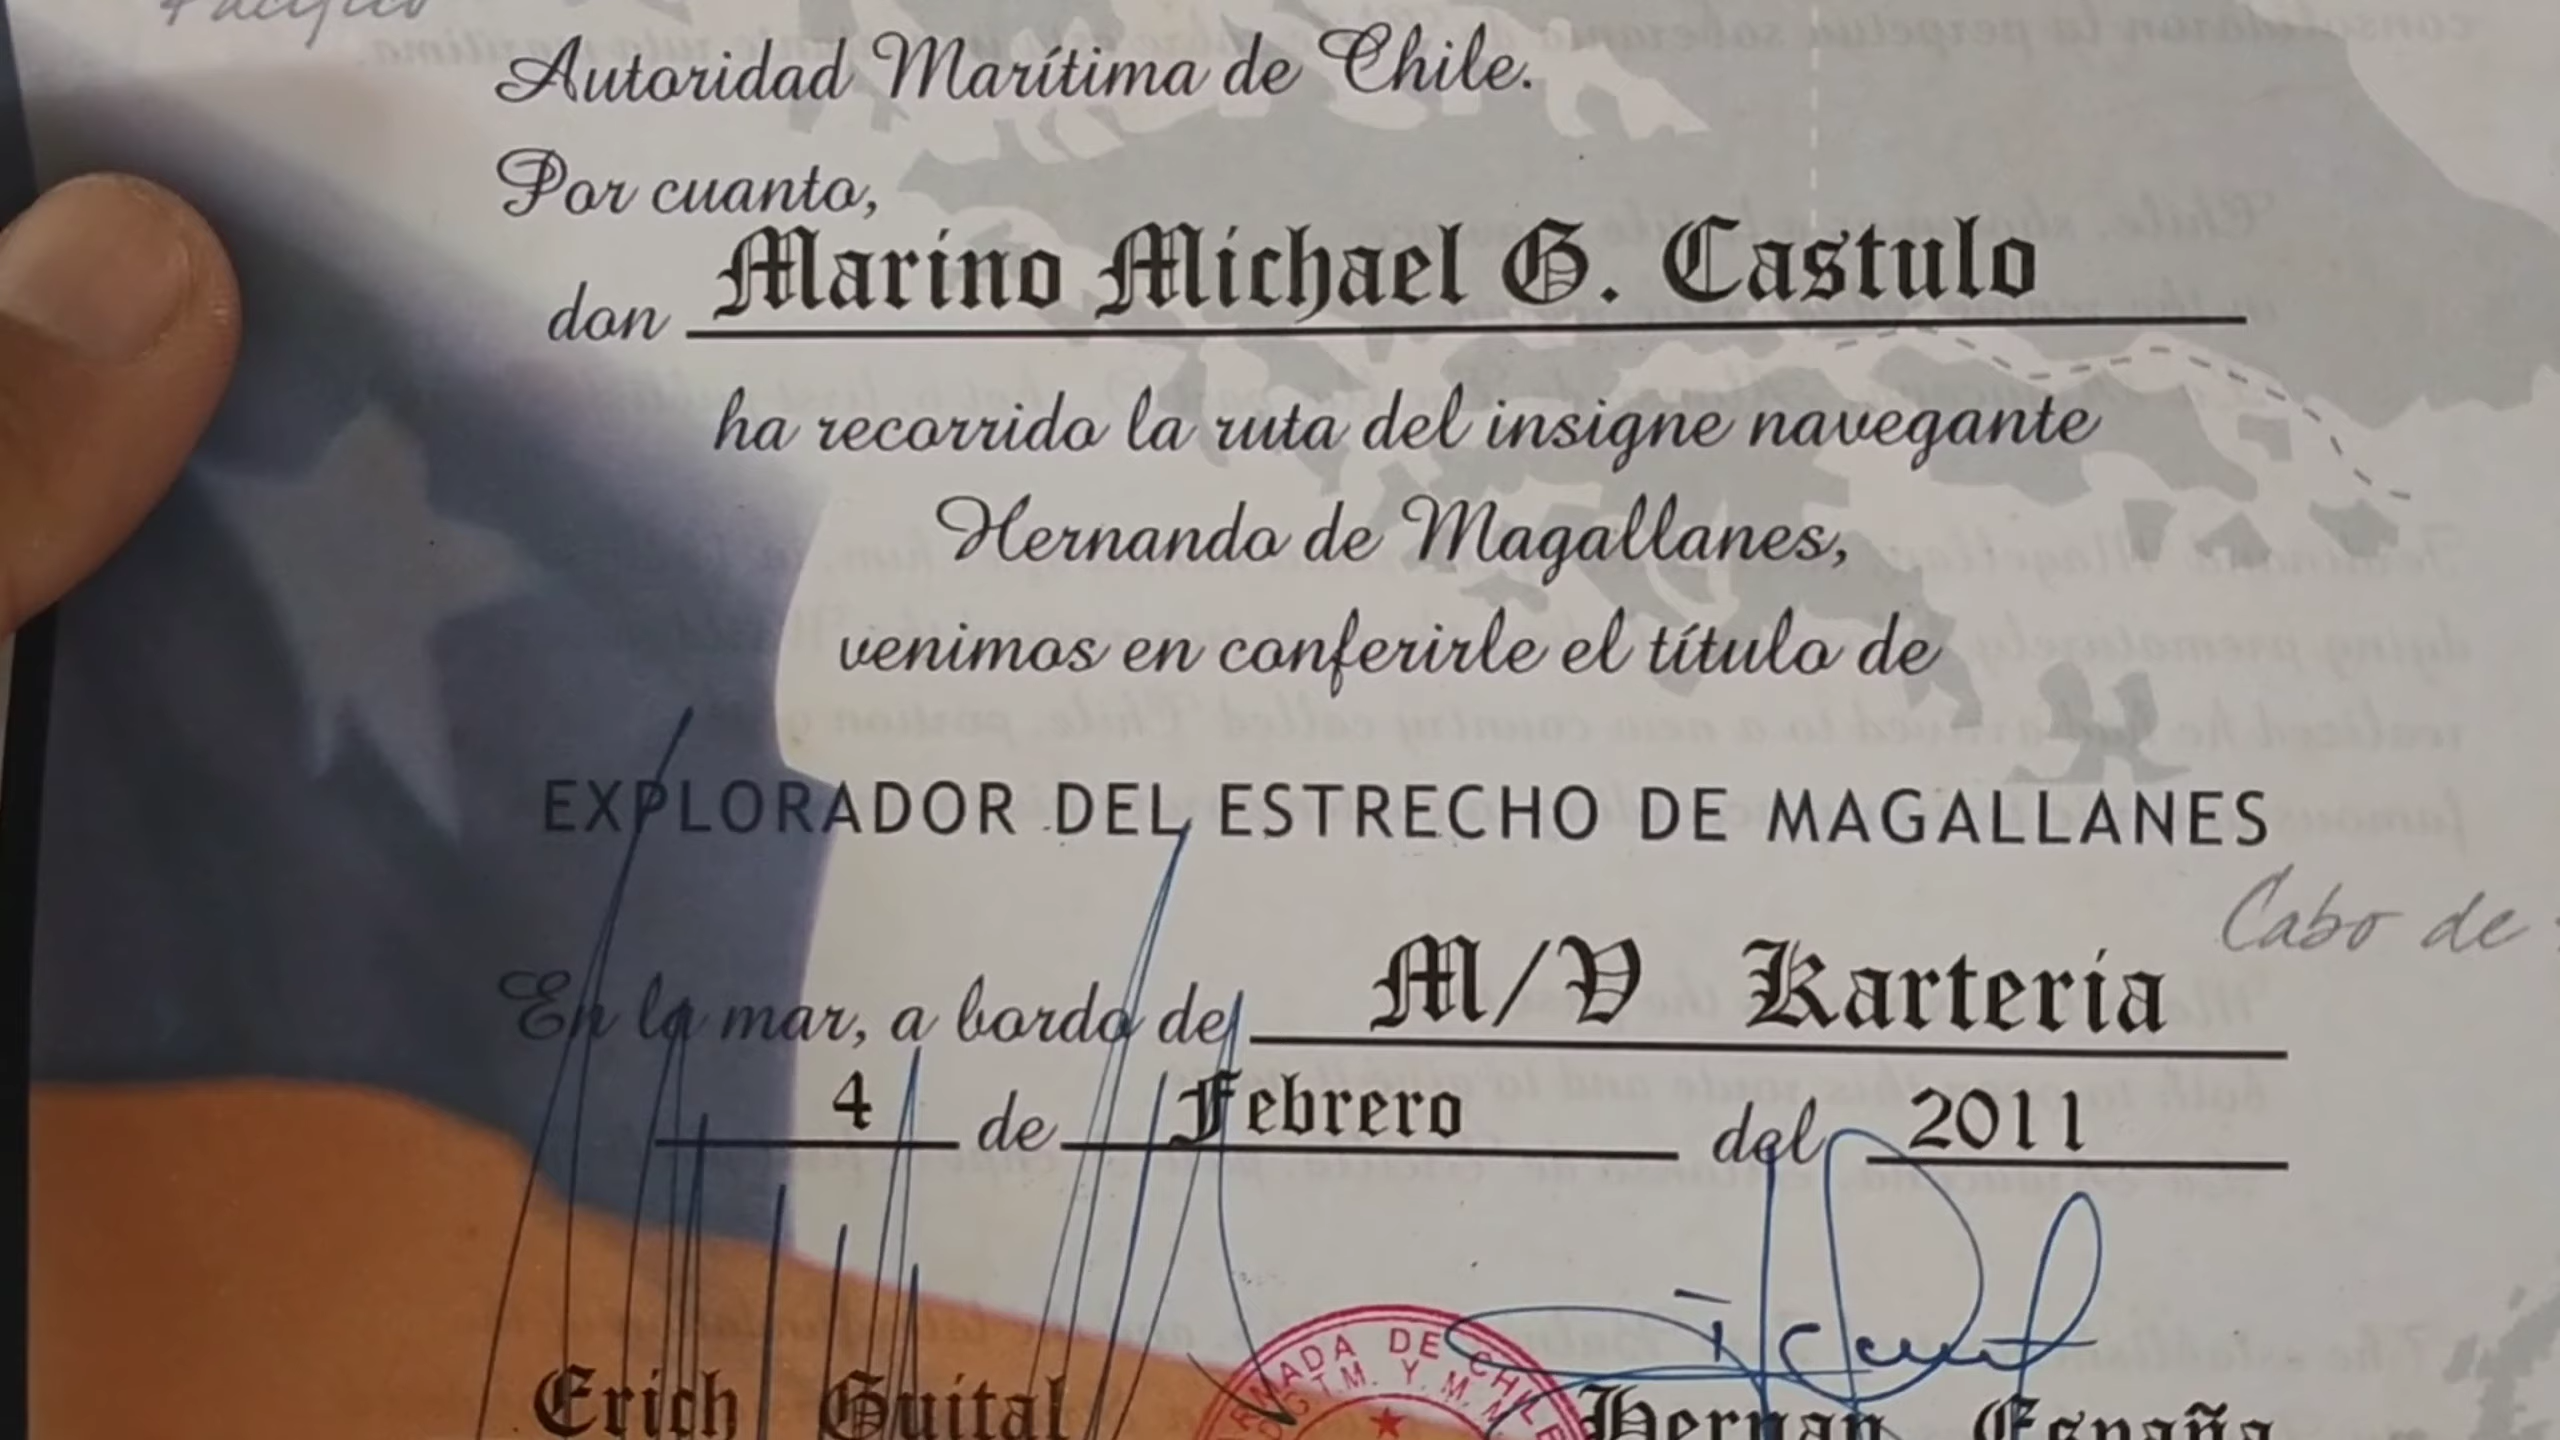 Pacífico
Autoridad Marítima de Chile.
Por cuanto,
don Marino Michael G. Castulo
ha recorrido la ruta del insigne navegante
Hernando de Magallanes,
venimos en conferirle el título de
EXPLORADOR DEL ESTRECHO DE MAGALLANES
Cabo de
En la mar, a bordo del M/V Karteria
4 de Febrero del 2011
ARMADA DE CHILE
Erich Guital
Hernan España